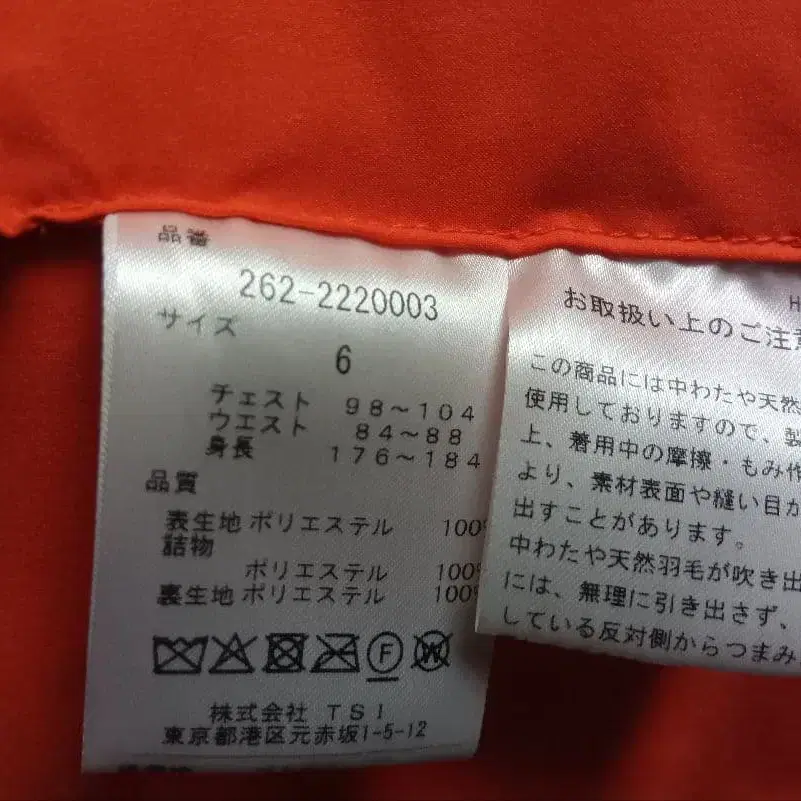 品番
262-2220003
サイズ
6
チェスト 98~104
ウエスト 84~88
身長 176~184
品質
表生地 ポリエステル 100%
詰物
ポリエステル 100%
裏生地 ポリエステル 100%
F
W
株式会社 TSI
東京都港区元赤坂1-5-12
H
お取扱い上のご注意
この商品には中わたや天然
使用しておりますので、製
上、着用中の摩擦・もみ作
より、素材表面や縫い目か
出すことがあります。
中わたや天然羽毛が吹き出
には、無理に引き出さず、
している反対側からつまみ